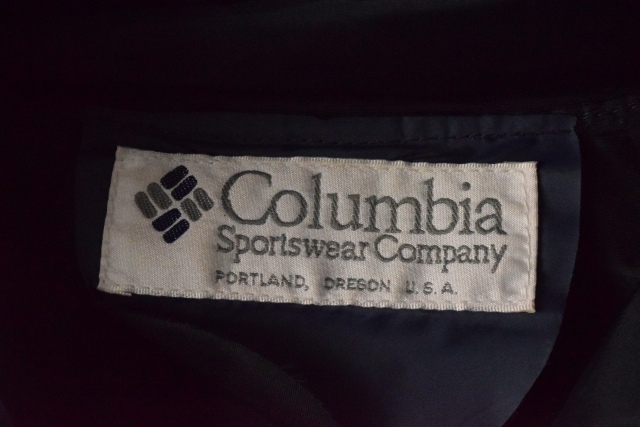 Columbia
Sportswear Company
PORTLAND, OREGON U.S.A.